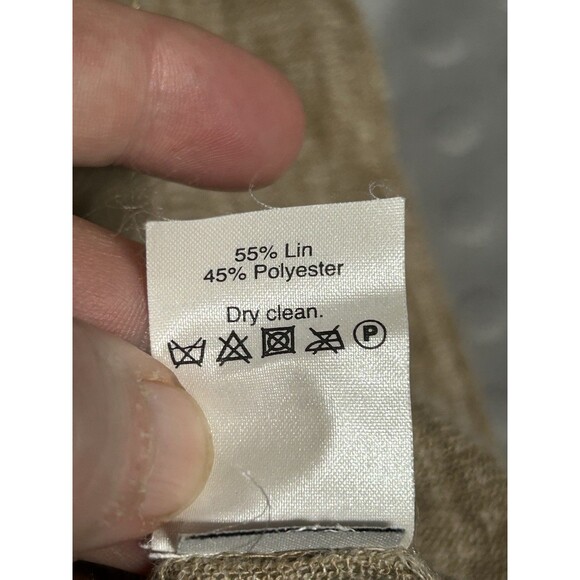 55% Lin
45% Polyester
Dry clean.
P